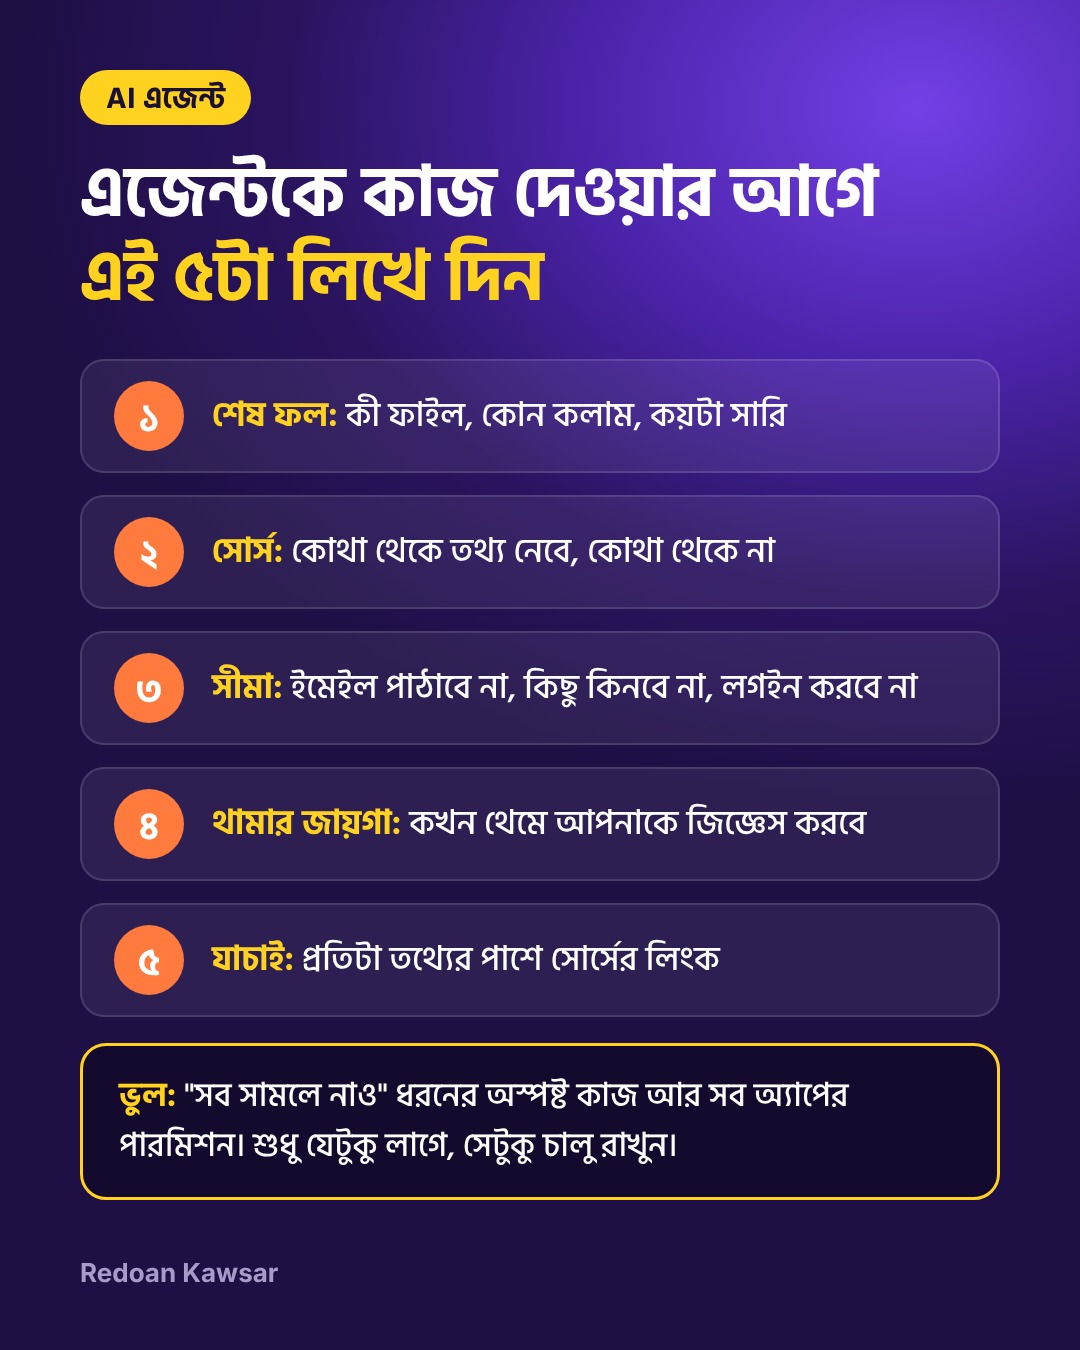 AI এজেন্ট
এজেন্টকে কাজ দেওয়ার আগে
এই ৫টা লিখে দিন
১ শেষ ফল: কী ফাইল, কোন কলাম, কয়টা সারি
২ সোর্স: কোথা থেকে তথ্য নেবে, কোথা থেকে না
৩ সীমা: ইমেইল পাঠাবে না, কিছু কিনবে না, লগইন করবে না
৪ থামার জায়গা: কখন থেমে আপনাকে জিজ্ঞেস করবে
৫ যাচাই: প্রতিটা তথ্যের পাশে সোর্সের লিংক
ভুল: "সব সামলে নাও" ধরনের অস্পষ্ট কাজ আর সব অ্যাপের
পারমিশন। শুধু যেটুকু লাগে, সেটুকু চালু রাখুন।
Redoan Kawsar